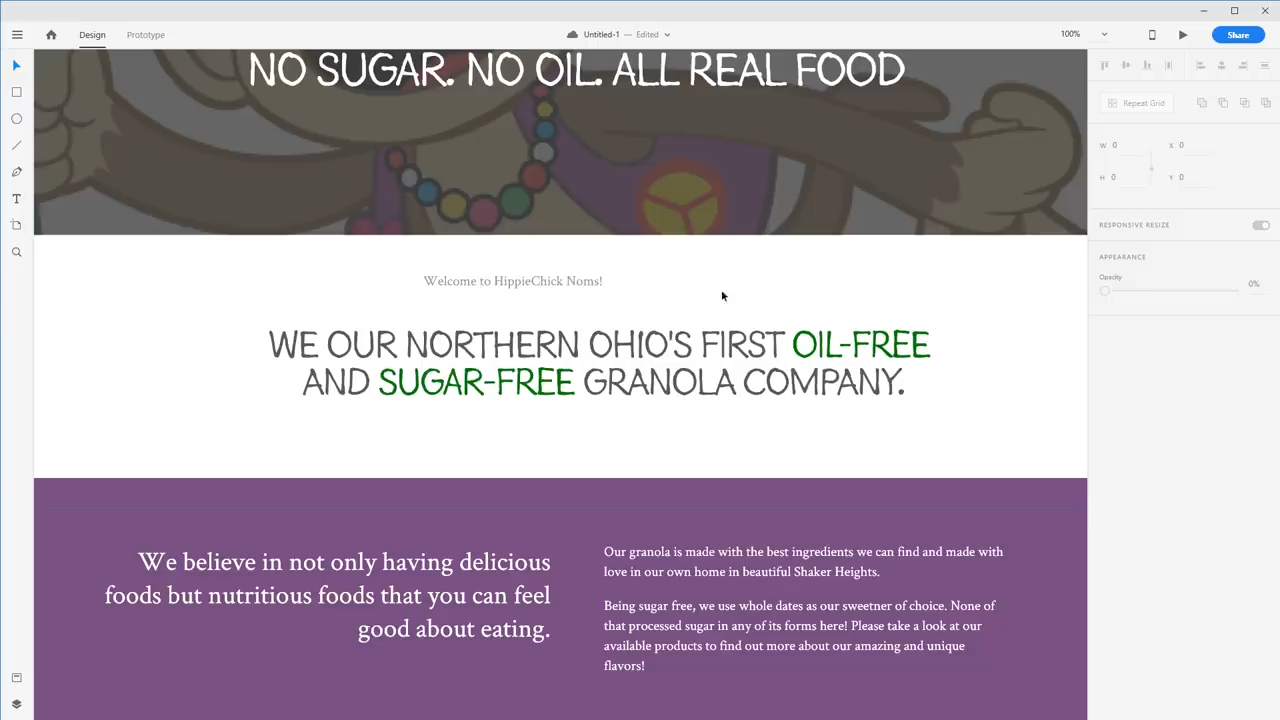 Design
Prototype
Untitled-1 — Edited
100%
Share
NO SUGAR. NO OIL. ALL REAL FOOD
Repeat Grid
W 0
X 0
H 0
Y 0
RESPONSIVE RESIZE
APPEARANCE
Opacity
0%
Welcome to HippieChick Noms!
WE OUR NORTHERN OHIO'S FIRST OIL-FREE
AND SUGAR-FREE GRANOLA COMPANY.
We believe in not only having delicious
foods but nutritious foods that you can feel
good about eating.
Our granola is made with the best ingredients we can find and made with
love in our own home in beautiful Shaker Heights.
Being sugar free, we use whole dates as our sweetner of choice. None of
that processed sugar in any of its forms here! Please take a look at our
available products to find out more about our amazing and unique
flavors!